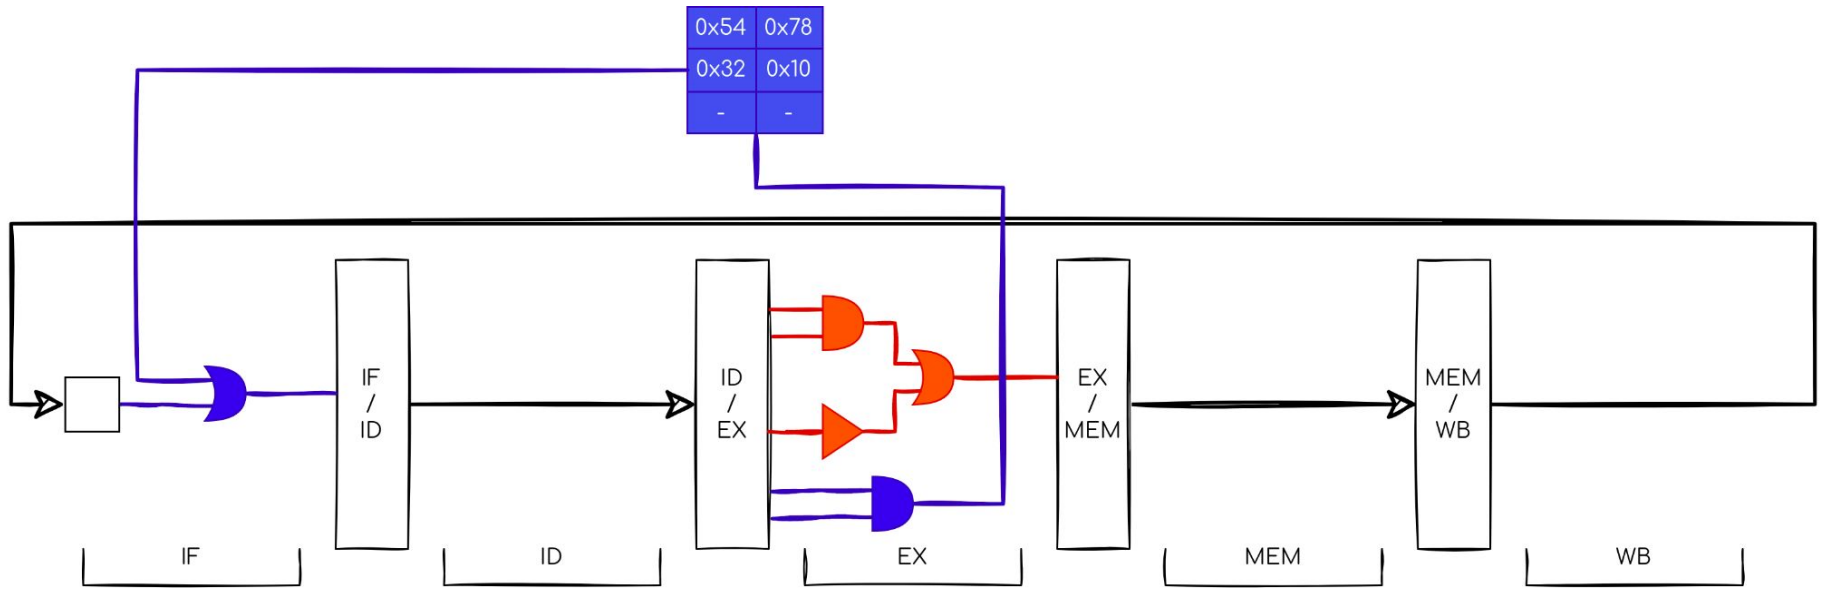 0x54 0x78
0x32 0x10
- -
IF
/
ID
ID
/
EX
EX
/
MEM
MEM
/
WB
IF
ID
EX
MEM
WB